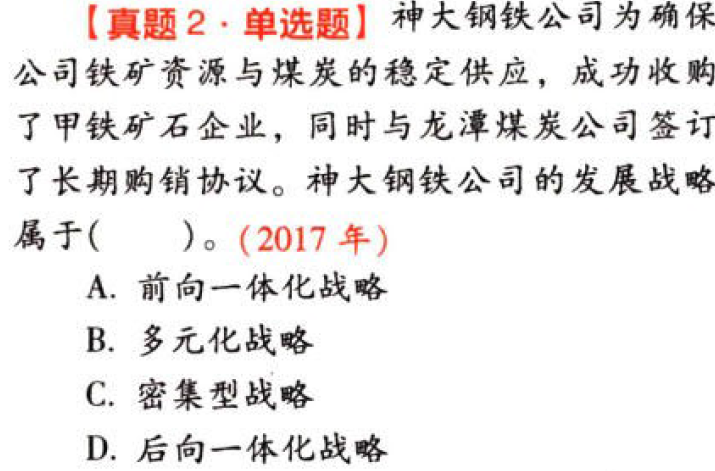 【真题2·单选题】神大钢铁公司为确保
公司铁矿资源与煤炭的稳定供应，成功收购
了甲铁矿石企业，同时与龙潭煤炭公司签订
了长期购销协议。神大钢铁公司的发展战略
属于(　　)。(2017年)
A. 前向一体化战略
B. 多元化战略
C. 密集型战略
D. 后向一体化战略